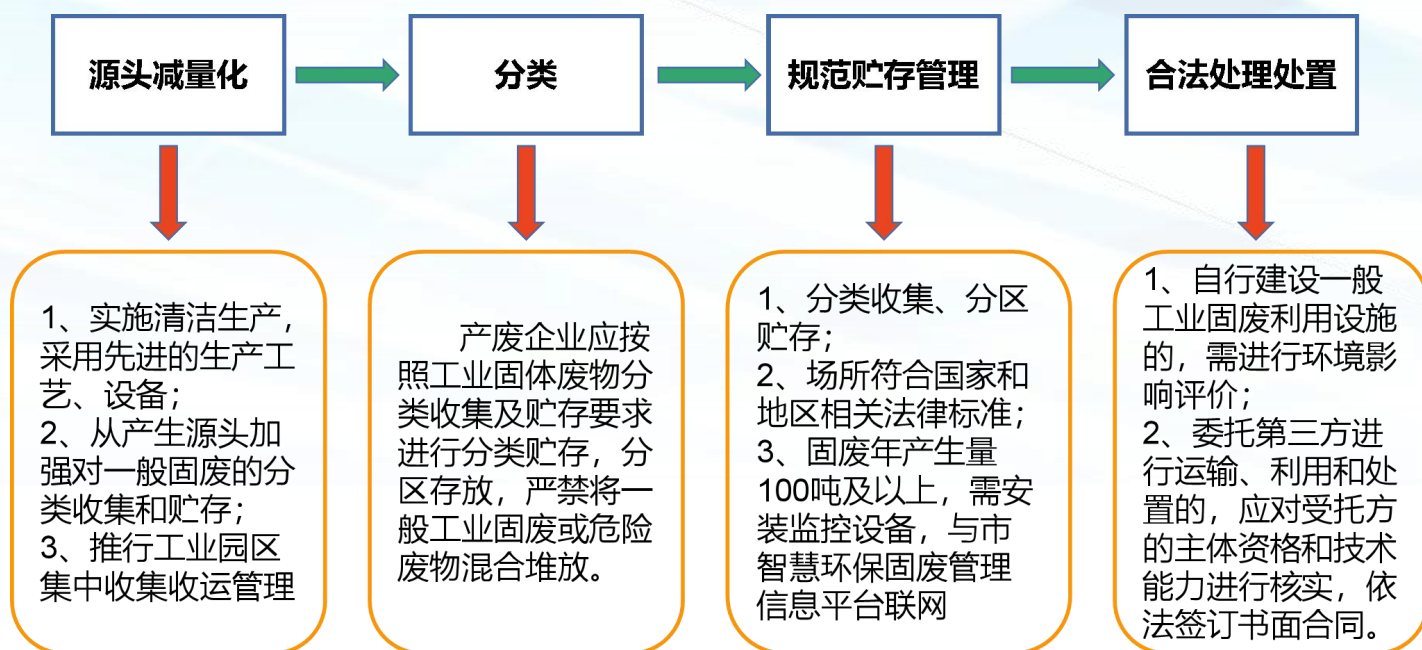 源头减量化
分类
规范贮存管理
合法处理处置
1、实施清洁生产，
采用先进的生产工
艺、设备；
2、从产生源头加
强对一般固废的分
类收集和贮存；
3、推行工业园区
集中收集收运管理
产废企业应按
照工业固体废物分
类收集及贮存要求
进行分类贮存，分
区存放，严禁将一
般工业固废或危险
废物混合堆放。
1、分类收集、分区
贮存；
2、场所符合国家和
地区相关法律标准；
3、固废年产生量
100吨及以上，需安
装监控设备，与市
智慧环保固废管理
信息平台联网
1、自行建设一般
工业固废利用设施
的，需进行环境影
响评价；
2、委托第三方进
行运输、利用和处
置的，应对受托方
的主体资格和技术
能力进行核实，依
法签订书面合同。